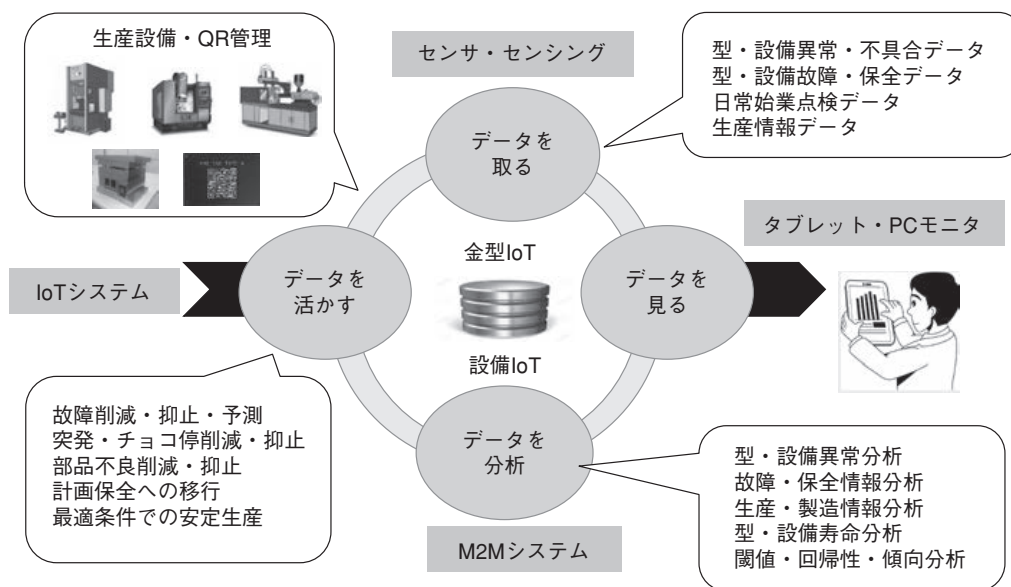 生産設備・QR管理
センサ・センシング
型・設備異常・不具合データ
型・設備故障・保全データ
日常始業点検データ
生産情報データ
データを
取る
タブレット・PCモニタ
IoTシステム
データを
活かす
金型IoT
設備IoT
データを
見る
故障削減・抑止・予測
突発・チョコ停削減・抑止
部品不良削減・抑止
計画保全への移行
最適条件での安定生産
データを
分析
M2Mシステム
型・設備異常分析
故障・保全情報分析
生産・製造情報分析
型・設備寿命分析
閾値・回帰性・傾向分析